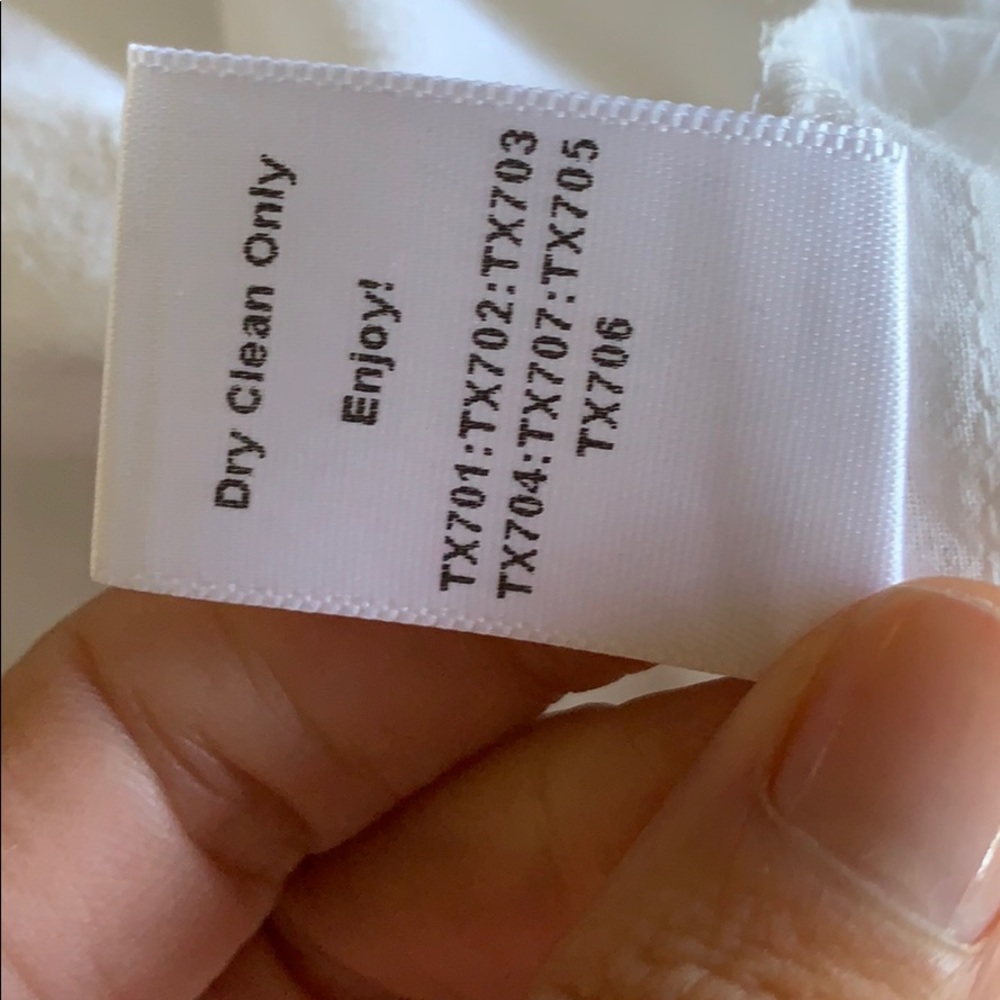 Dry Clean Only
Enjoy!
TX701:TX702:TX703
TX704:TX707:TX705
TX706